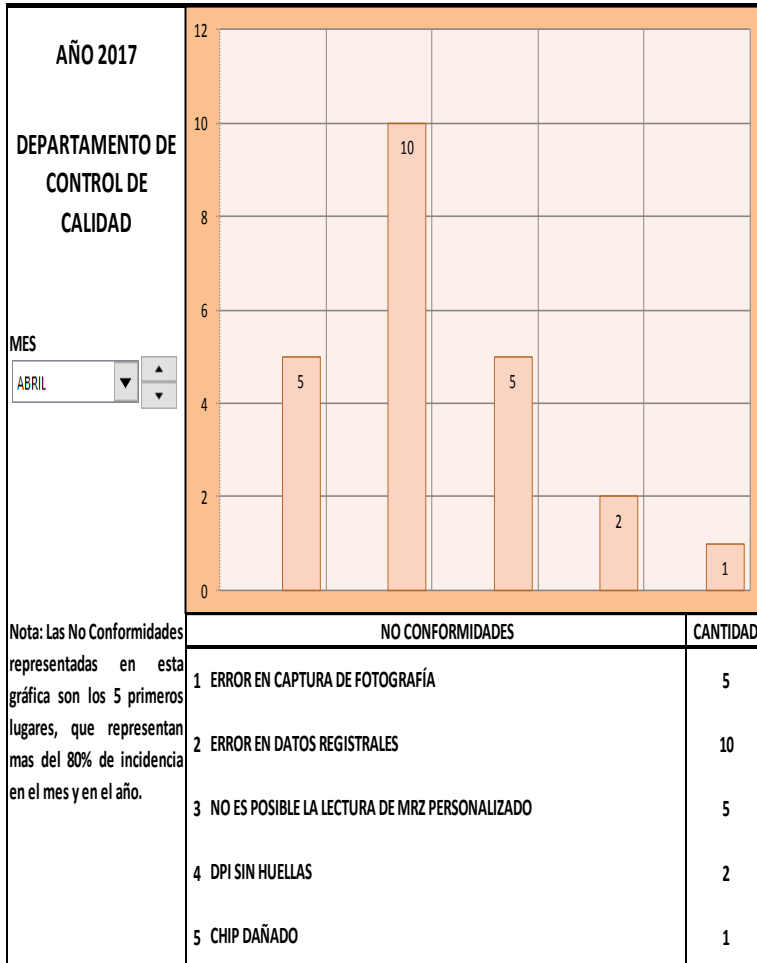 AÑO 2017
DEPARTAMENTO DE
CONTROL DE
CALIDAD
MES
ABRIL
12
10
8
6
4
2
0
5
10
5
2
1
Nota: Las No Conformidades
representadas en esta
gráfica son los 5 primeros
lugares, que representan
mas del 80% de incidencia
en el mes y en el año.
NO CONFORMIDADES CANTIDAD
1 ERROR EN CAPTURA DE FOTOGRAFÍA 5
2 ERROR EN DATOS REGISTRALES 10
3 NO ES POSIBLE LA LECTURA DE MRZ PERSONALIZADO 5
4 DPI SIN HUELLAS 2
5 CHIP DAÑADO 1